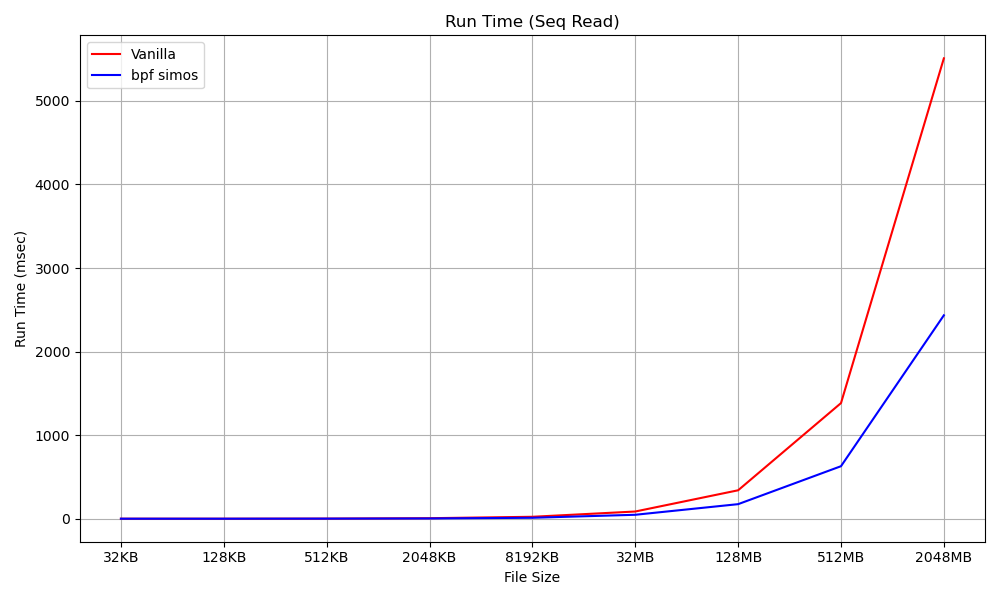 Run Time (Seq Read)
Vanilla
bpf simos
Run Time (msec)
5000
4000
3000
2000
1000
0
32KB 128KB 512KB 2048KB 8192KB 32MB 128MB 512MB 2048MB
File Size